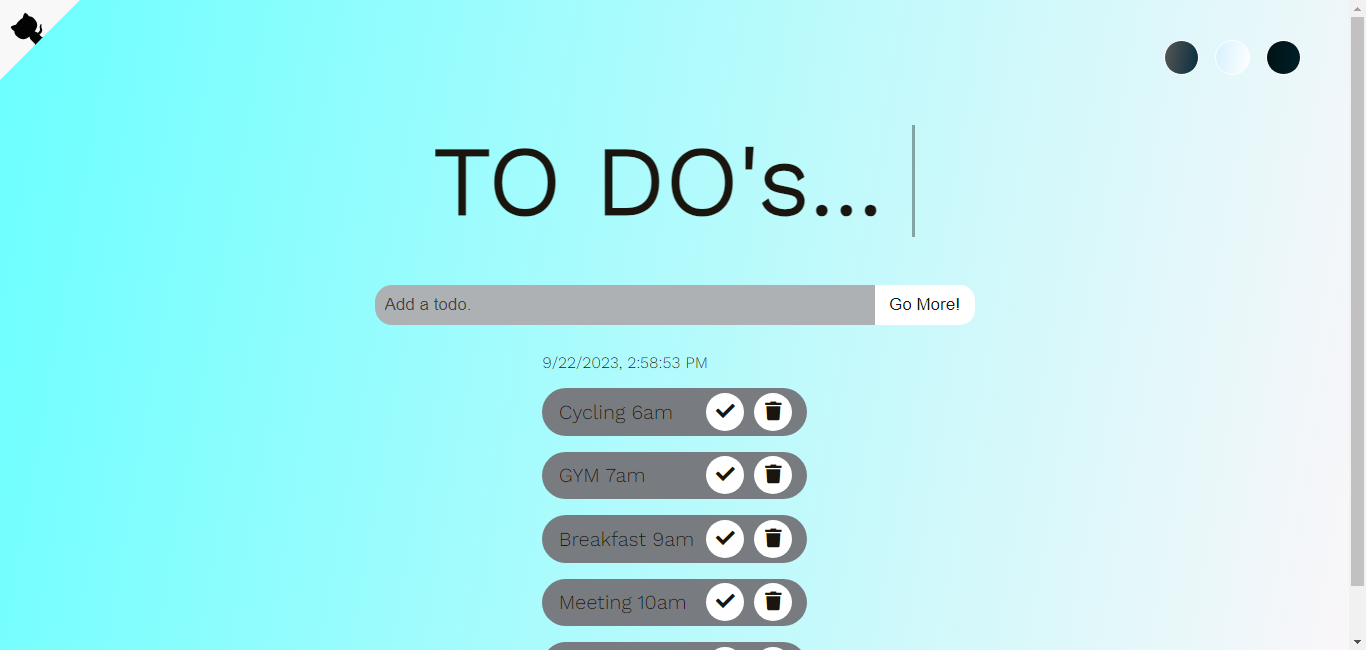 TO DO's...
Add a todo.
Go More!
9/22/2023, 2:58:53 PM
Cycling 6am
GYM 7am
Breakfast 9am
Meeting 10am